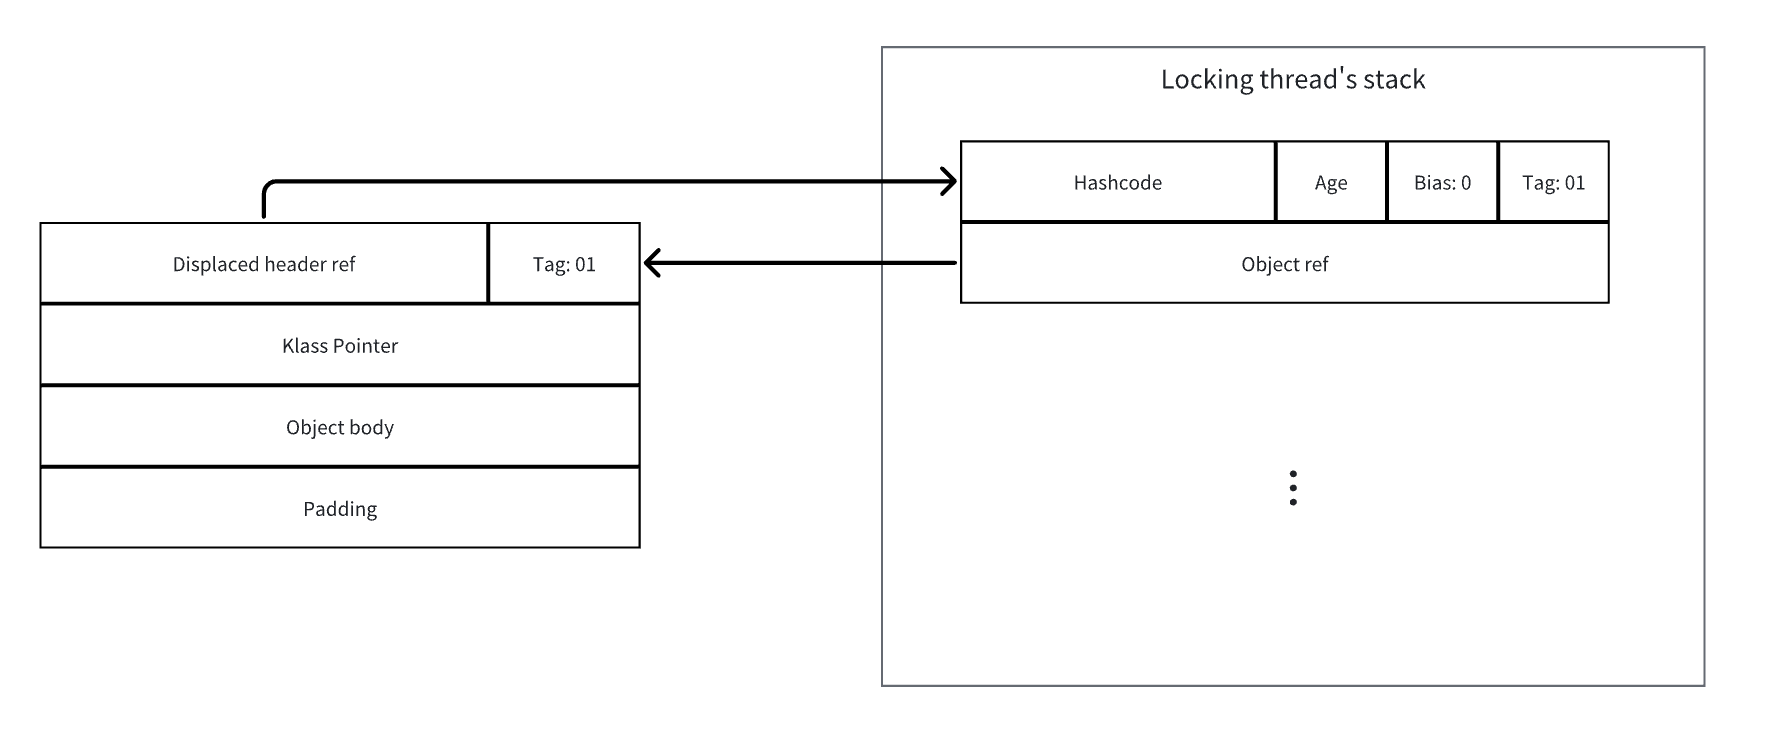 Locking thread's stack
Hashcode Age Bias: 0 Tag: 01
Displaced header ref Tag: 01
Object ref
Klass Pointer
Object body
Padding